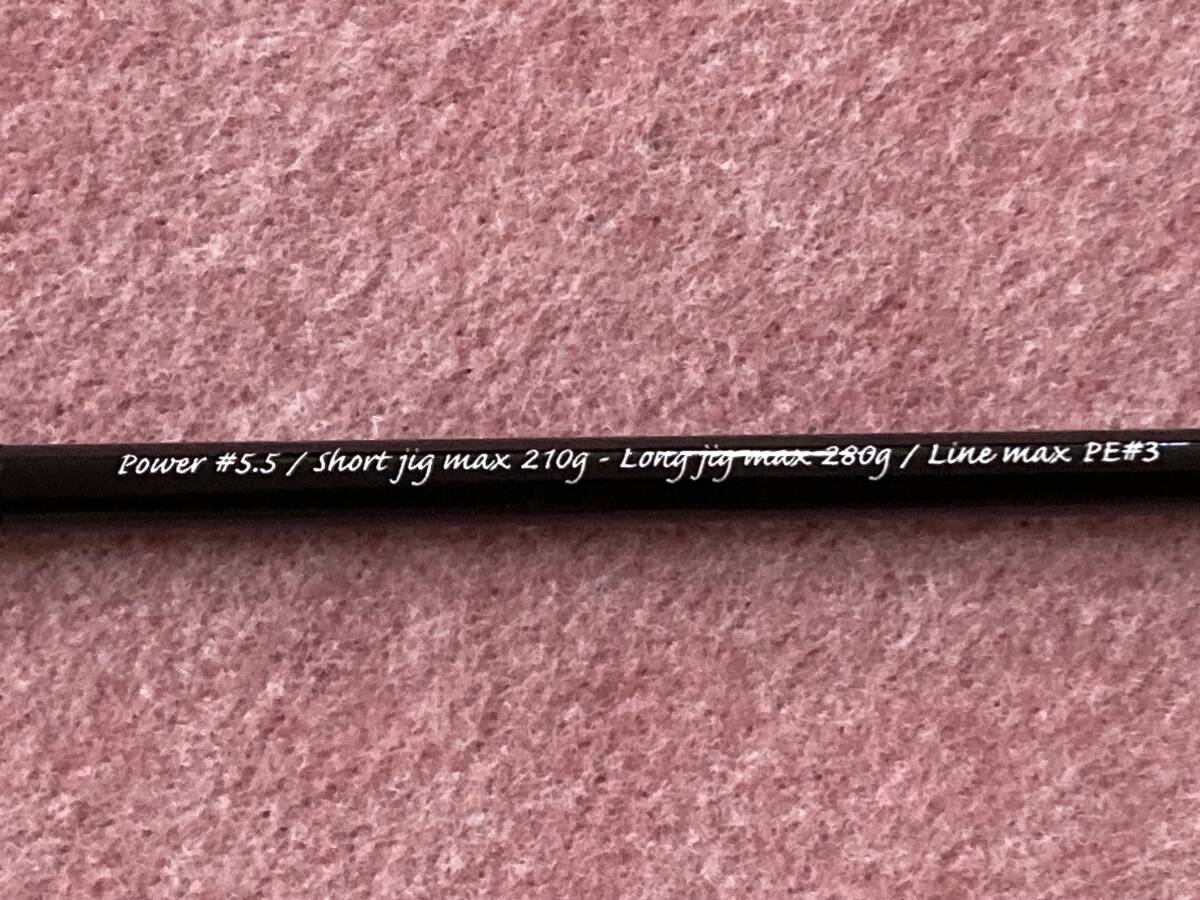 Power #5.5 / Short jig max 210g - Long jig max 280g / Line max PE#3